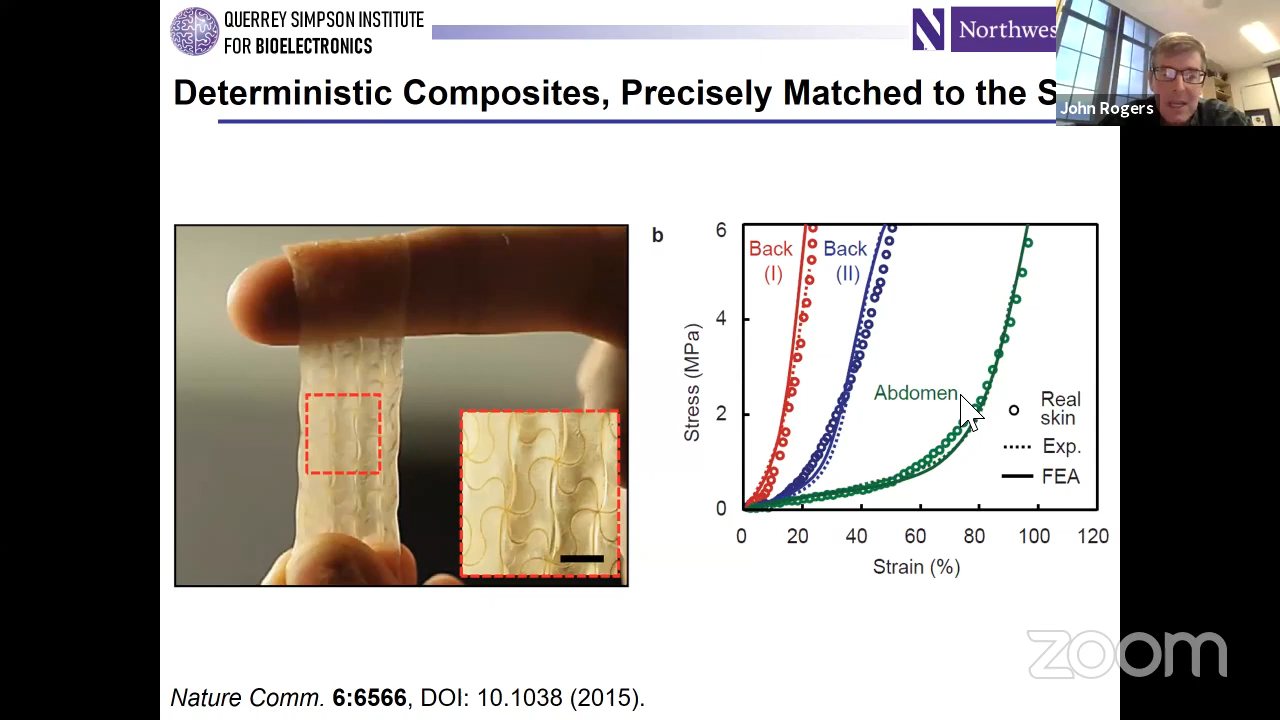 QUERREY SIMPSON INSTITUTE
FOR BIOELECTRONICS
N Northwes
Deterministic Composites, Precisely Matched to the S
John Rogers
b
6
4
2
0
Stress (MPa)
Back
(I)
Back
(II)
Abdomen
Real
skin
Exp.
FEA
0 20 40 60 80 100 120
Strain (%)
zoom
Nature Comm. 6:6566, DOI: 10.1038 (2015).